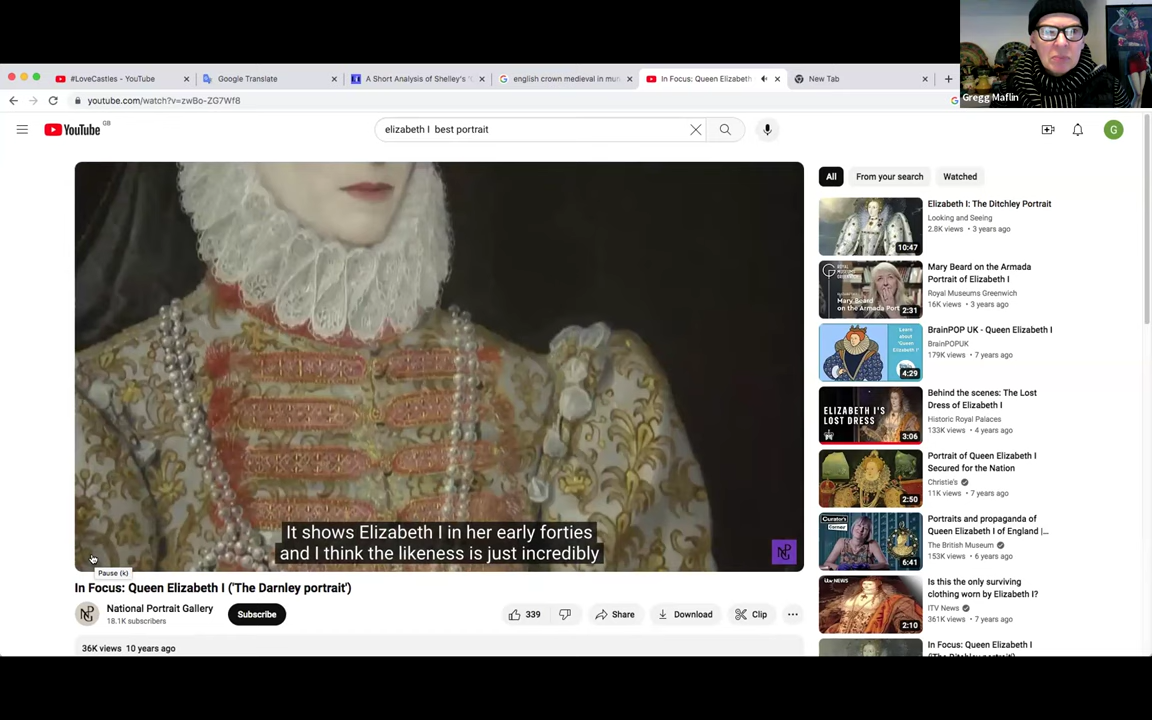 #LoveCastles - YouTube
Google Translate
A Short Analysis of Shelley's '
english crown medieval in mu
In Focus: Queen Elizabeth
New Tab
youtube.com/watch?v=zwBo-ZG7Wf8
Gregg Maflin
YouTube GB
elizabeth I best portrait
G
All
From your search
Watched
Elizabeth I: The Ditchley Portrait
Looking and Seeing
2.8K views • 3 years ago
10:47
Mary Beard on the Armada
Portrait of Elizabeth I
Royal Museums Greenwich
16K views • 3 years ago
2:31
BrainPOP UK - Queen Elizabeth I
BrainPOPUK
179K views • 7 years ago
4:29
Behind the scenes: The Lost
Dress of Elizabeth I
Historic Royal Palaces
133K views • 4 years ago
ELIZABETH I'S
LOST DRESS
3:06
Portrait of Queen Elizabeth I
Secured for the Nation
Christie's
11K views • 7 years ago
2:50
Portraits and propaganda of
Queen Elizabeth I of England |...
The British Museum
153K views • 6 years ago
6:41
Is this the only surviving
clothing worn by Elizabeth I?
ITV News
361K views • 7 years ago
2:10
In Focus: Queen Elizabeth I
It shows Elizabeth I in her early forties
and I think the likeness is just incredibly
Pause (k)
In Focus: Queen Elizabeth I ('The Darnley portrait')
National Portrait Gallery
18.1K subscribers
Subscribe
339
Share
Download
Clip
36K views 10 years ago